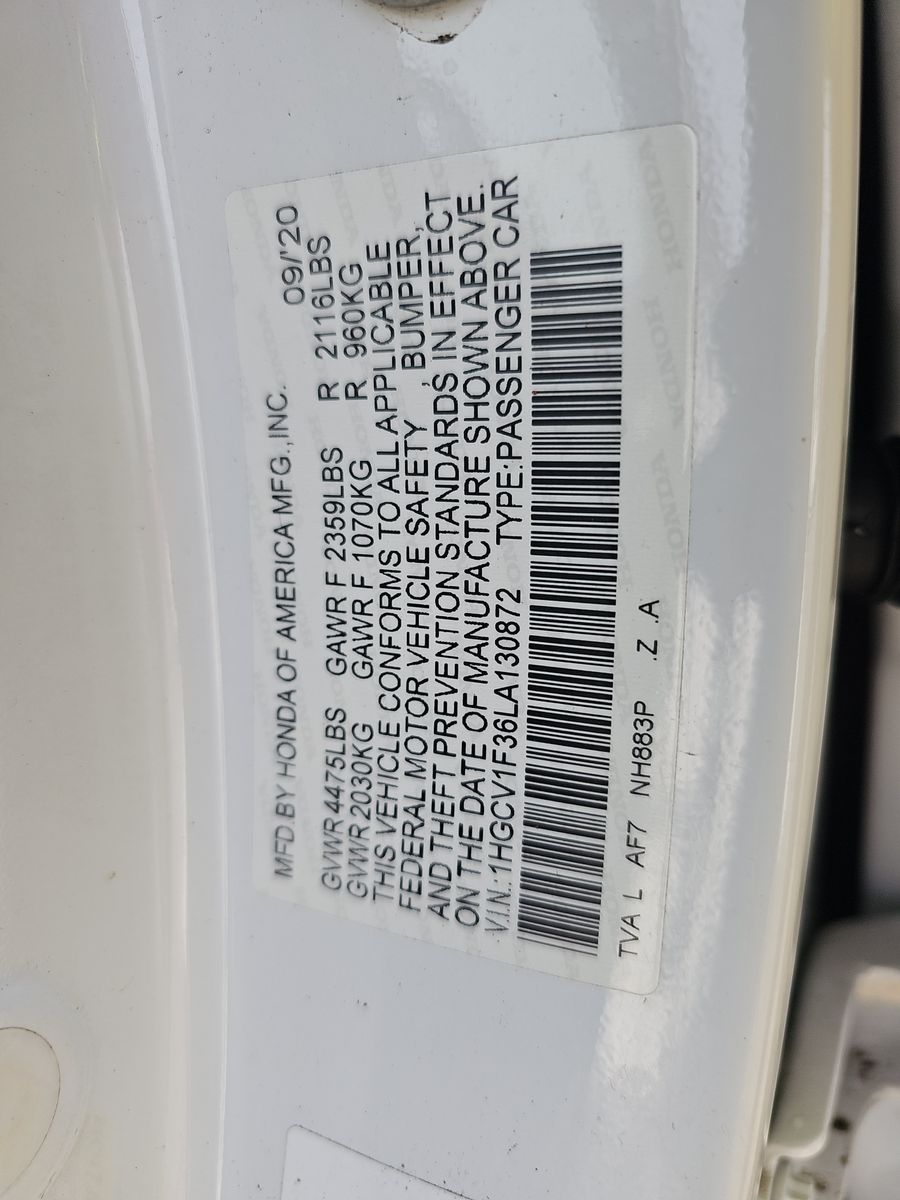 MFD.BY HONDA OF AMERICA MFG.,INC. 09/'20
GVWR 4475LBS GAWR F 2359LBS R 2116LBS
GVWR 2030KG GAWR F 1070KG R 960KG
THIS VEHICLE CONFORMS TO ALL APPLICABLE
FEDERAL MOTOR VEHICLE SAFETY , BUMPER,
AND THEFT PREVENTION STANDARDS IN EFFECT
ON THE DATE OF MANUFACTURE SHOWN ABOVE.
V.I.N.:1HGCV1F36LA130872 TYPE:PASSENGER CAR
TVA L AF7 NH883P .Z .A